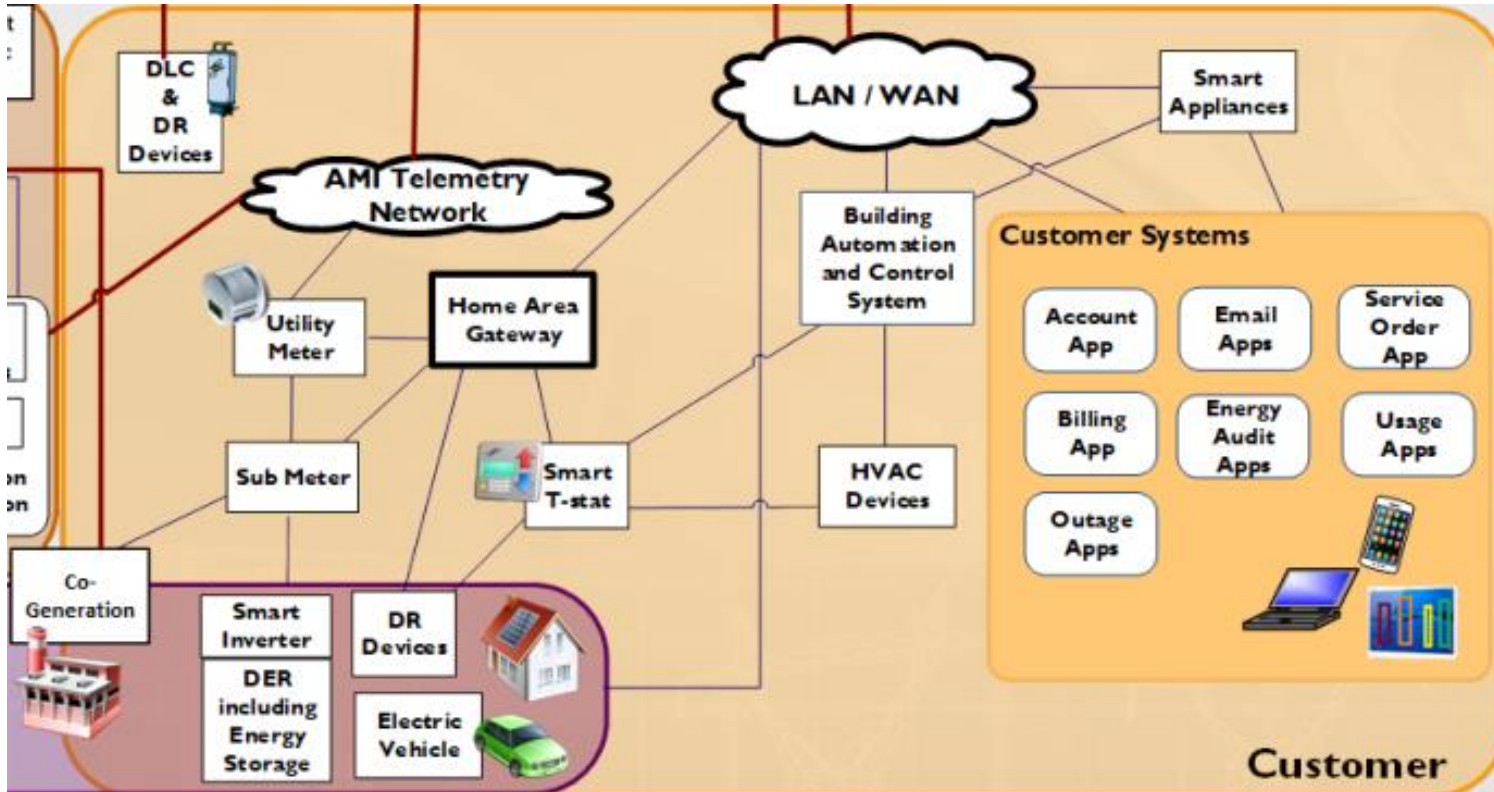 DLC
&
DR
Devices
AMI Telemetry
Network
LAN / WAN
Smart
Appliances
Building
Automation
and Control
System
Utility
Meter
Home Area
Gateway
Sub Meter
Smart
T-stat
HVAC
Devices
Customer Systems
Account
App
Email
Apps
Service
Order
App
Billing
App
Energy
Audit
Apps
Usage
Apps
Outage
Apps
Co-
Generation
Smart
Inverter
DER
including
Energy
Storage
DR
Devices
Electric
Vehicle
Customer